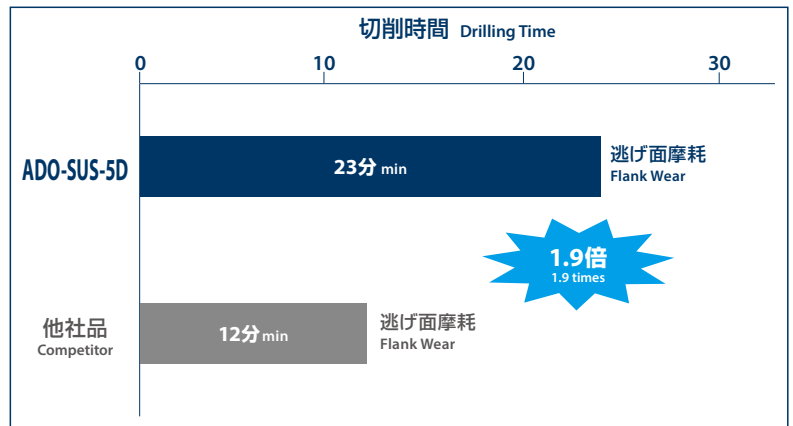 切削時間 Drilling Time
0 10 20 30
ADO-SUS-5D
23分 min
逃げ面摩耗
Flank Wear
1.9倍
1.9 times
他社品
Competitor
12分 min
逃げ面摩耗
Flank Wear